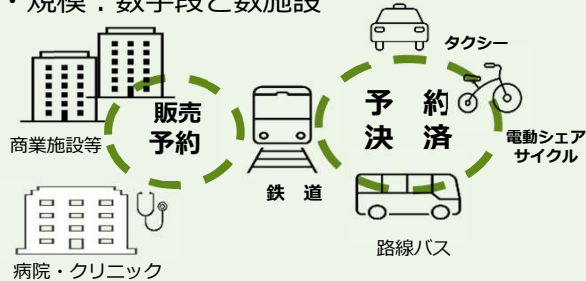 ・規模：数手段と数施設
タクシー
販売
予約
予　約
決　済
商業施設等
電動シェア
サイクル
鉄　道
路線バス
病院・クリニック